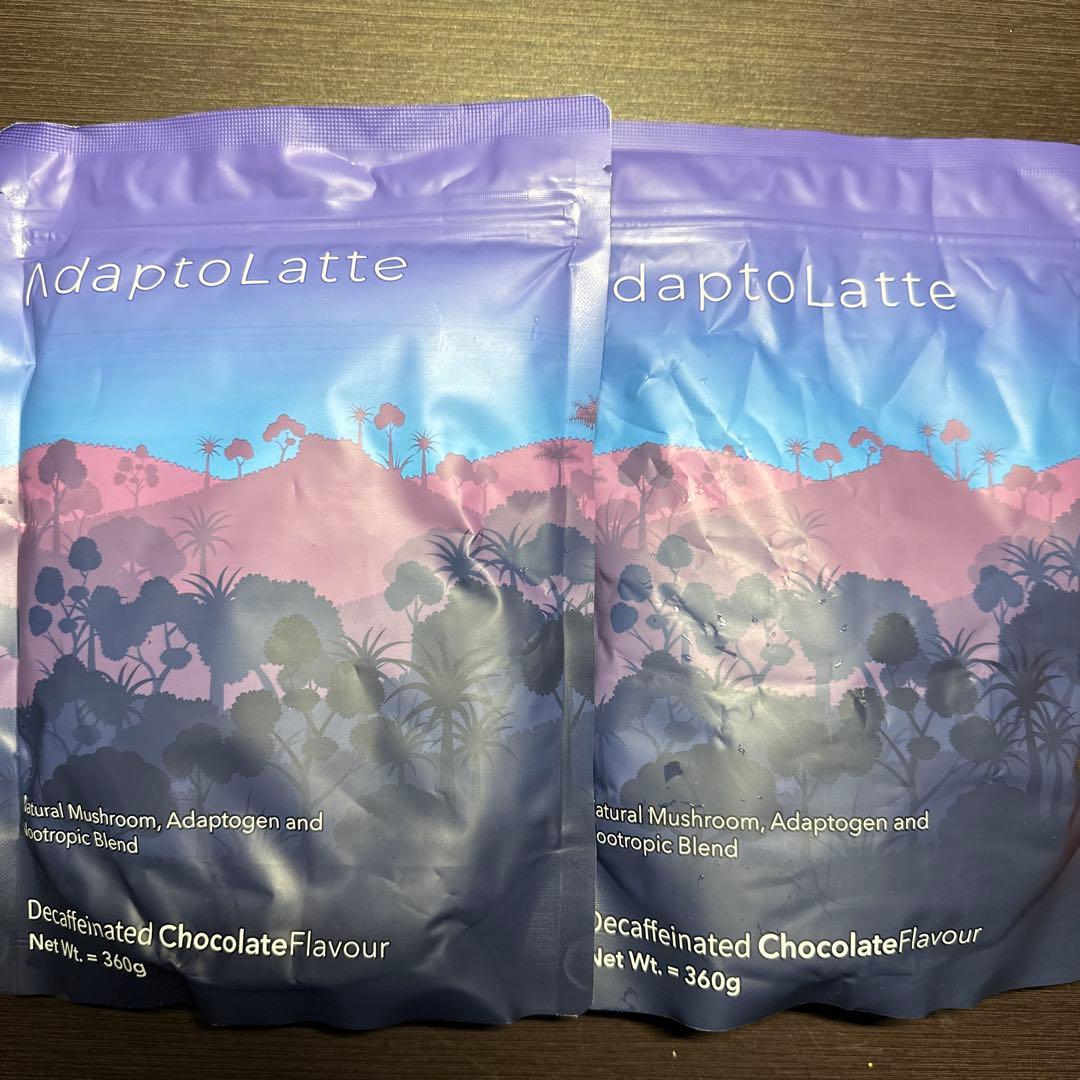 AdaptoLatte
atural Mushroom, Adaptogen and
ootropic Blend
Decaffeinated ChocolateFlavour
Net Wt. = 360g
daptoLatte
atural Mushroom, Adaptogen and
ootropic Blend
Decaffeinated ChocolateFlavour
Net Wt. = 360g